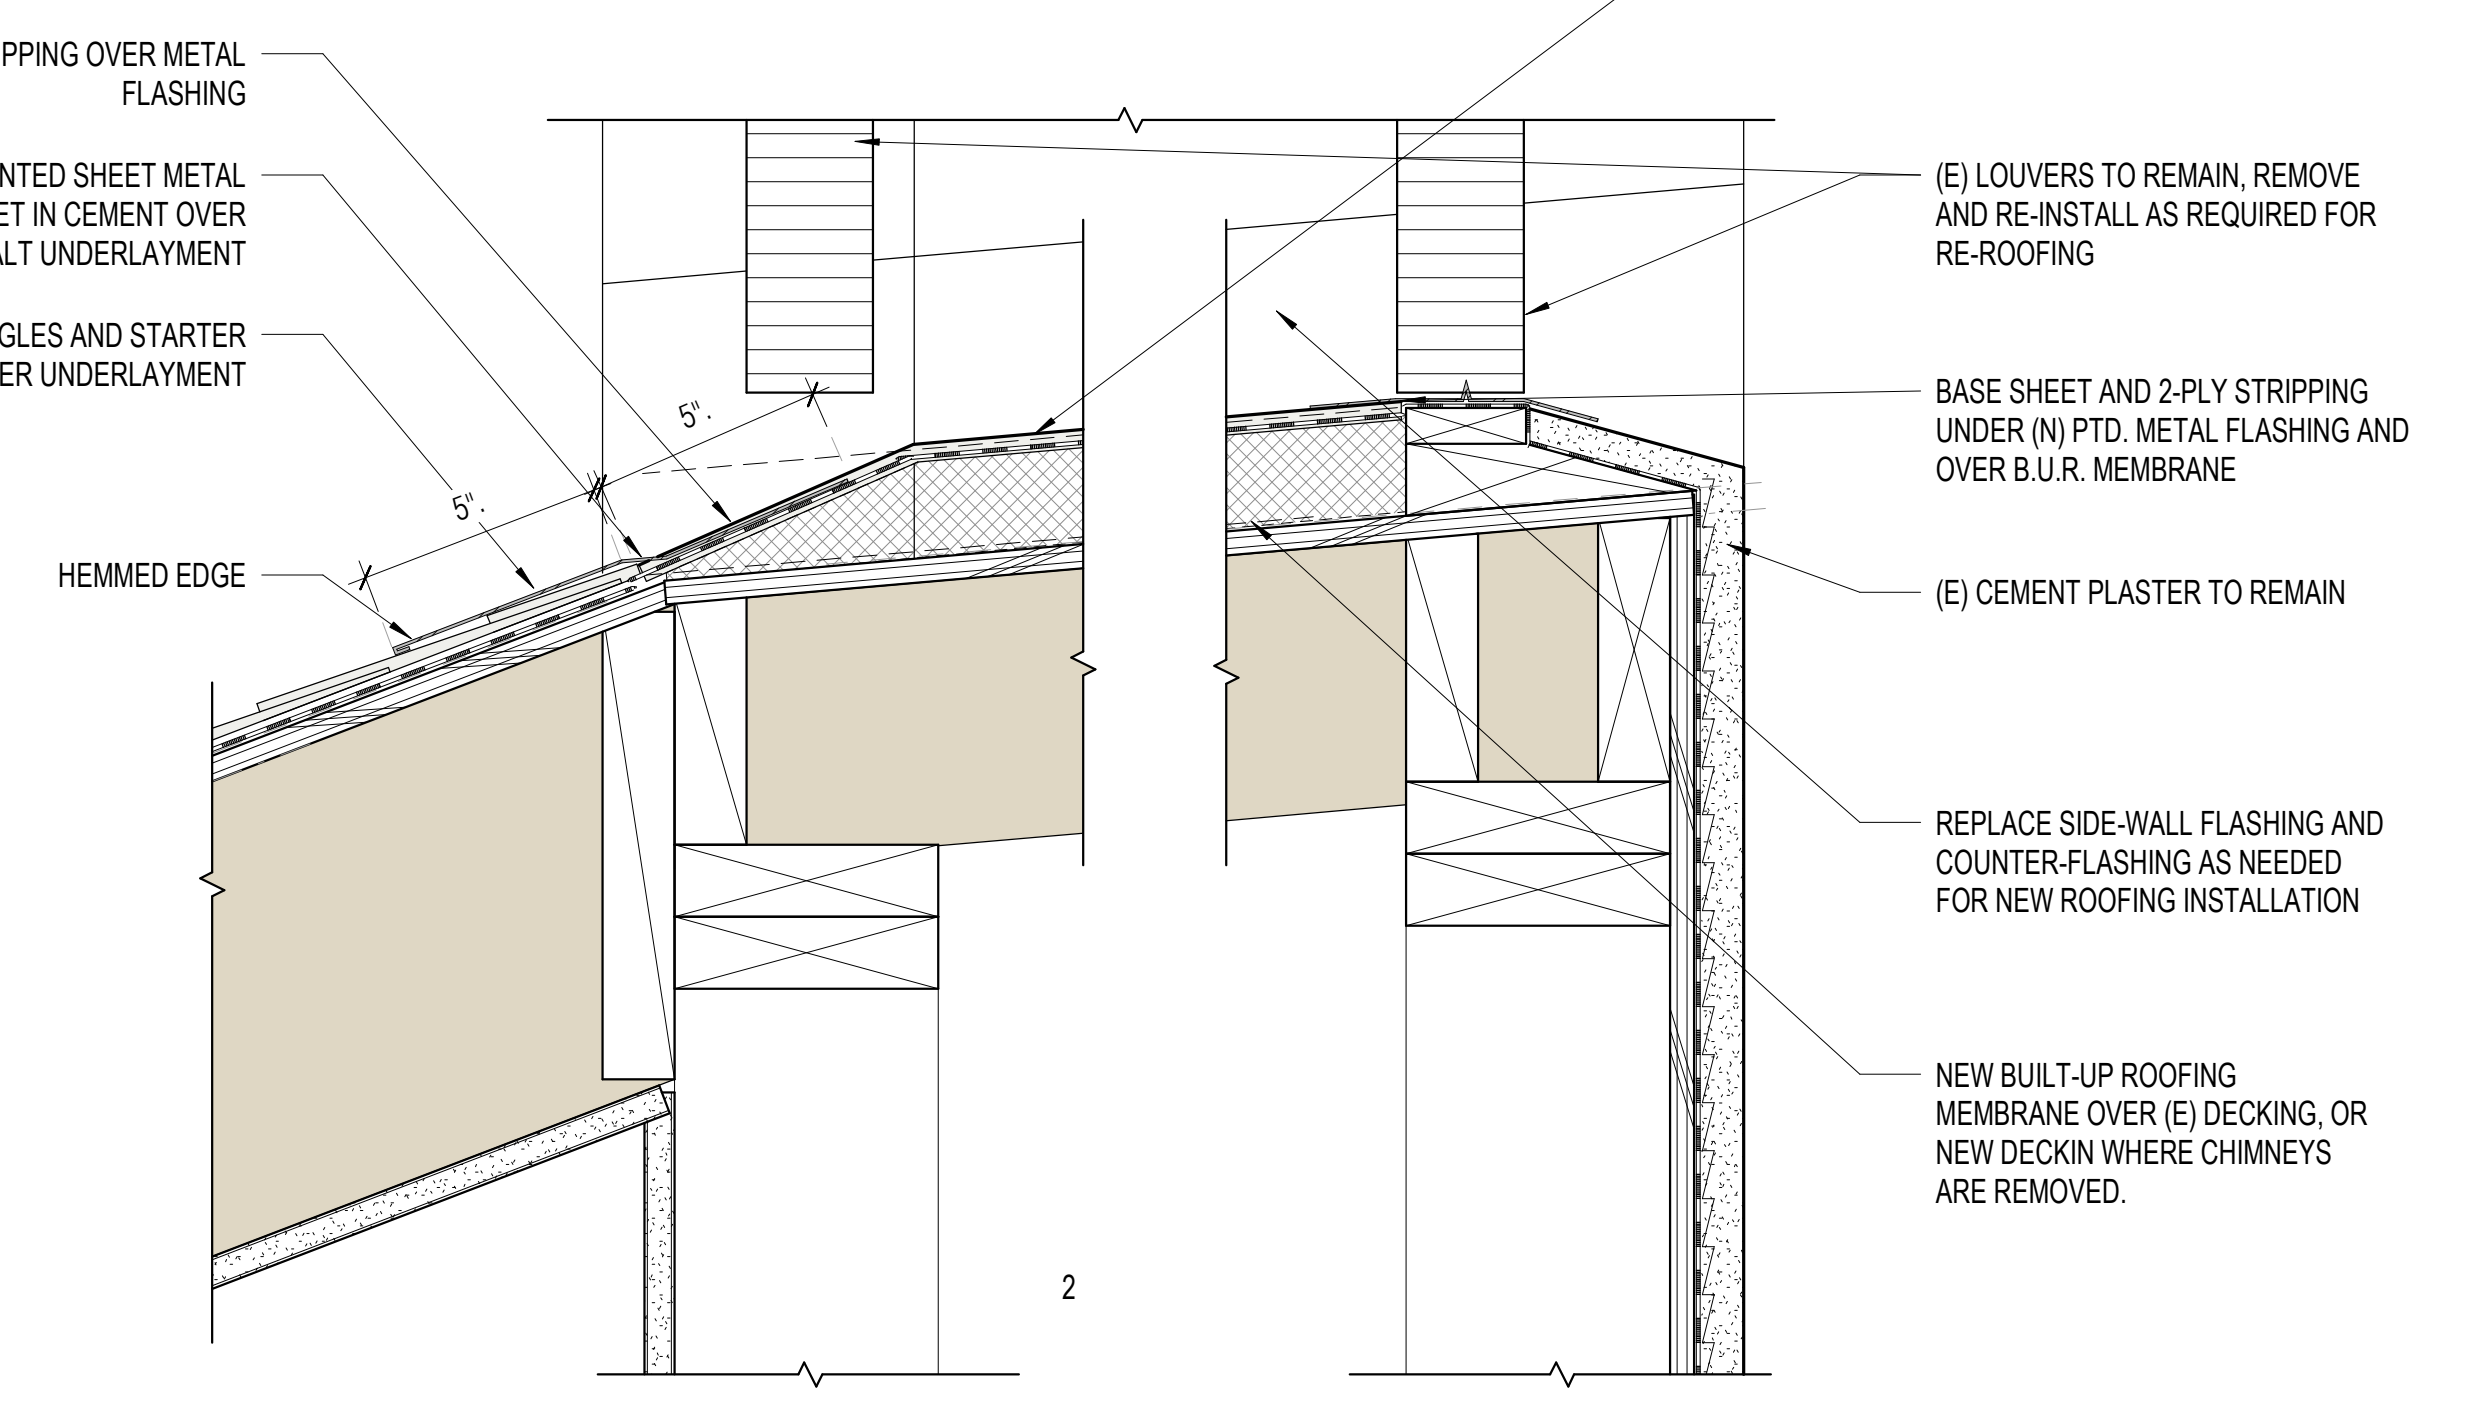 PPING OVER METAL
FLASHING
NTED SHEET METAL
ET IN CEMENT OVER
ALT UNDERLAYMENT
GLES AND STARTER
ER UNDERLAYMENT
HEMMED EDGE
5".
5".
(E) LOUVERS TO REMAIN, REMOVE
AND RE-INSTALL AS REQUIRED FOR
RE-ROOFING
BASE SHEET AND 2-PLY STRIPPING
UNDER (N) PTD. METAL FLASHING AND
OVER B.U.R. MEMBRANE
(E) CEMENT PLASTER TO REMAIN
REPLACE SIDE-WALL FLASHING AND
COUNTER-FLASHING AS NEEDED
FOR NEW ROOFING INSTALLATION
NEW BUILT-UP ROOFING
MEMBRANE OVER (E) DECKING, OR
NEW DECKIN WHERE CHIMNEYS
ARE REMOVED.
2